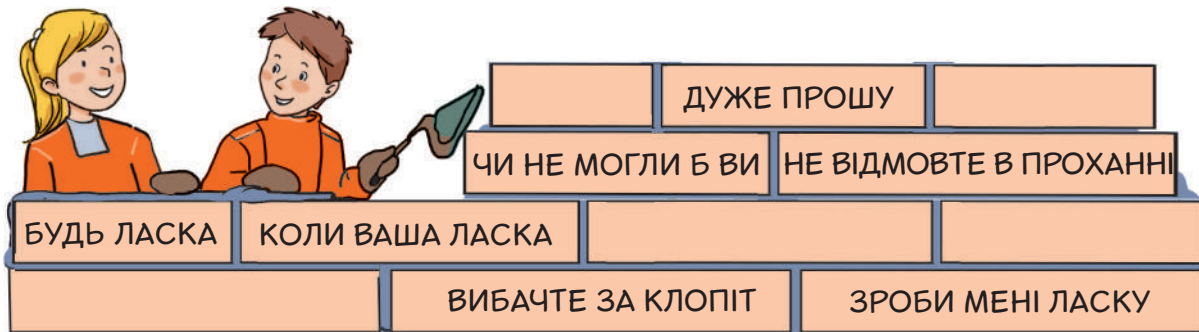 ДУЖЕ ПРОШУ
ЧИ НЕ МОГЛИ Б ВИ НЕ ВІДМОВТЕ В ПРОХАННІ
БУДЬ ЛАСКА КОЛИ ВАША ЛАСКА
ВИБАЧТЕ ЗА КЛОПІТ ЗРОБИ МЕНІ ЛАСКУ